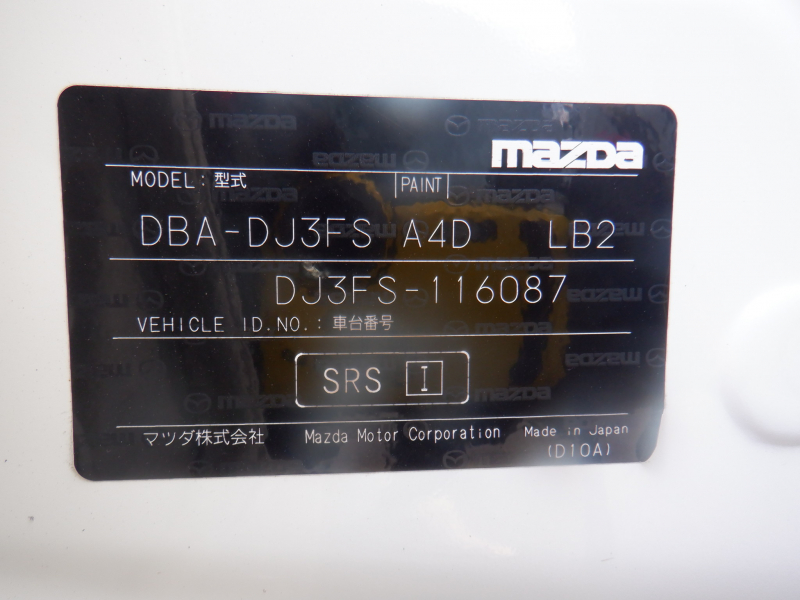 mazda
MODEL: 型式 PAINT
DBA-DJ3FS A4D LB2
DJ3FS-116087
VEHICLE ID.NO.: 車台番号
SRS I
マツダ株式会社 Mazda Motor Corporation Made in Japan
(D10A)